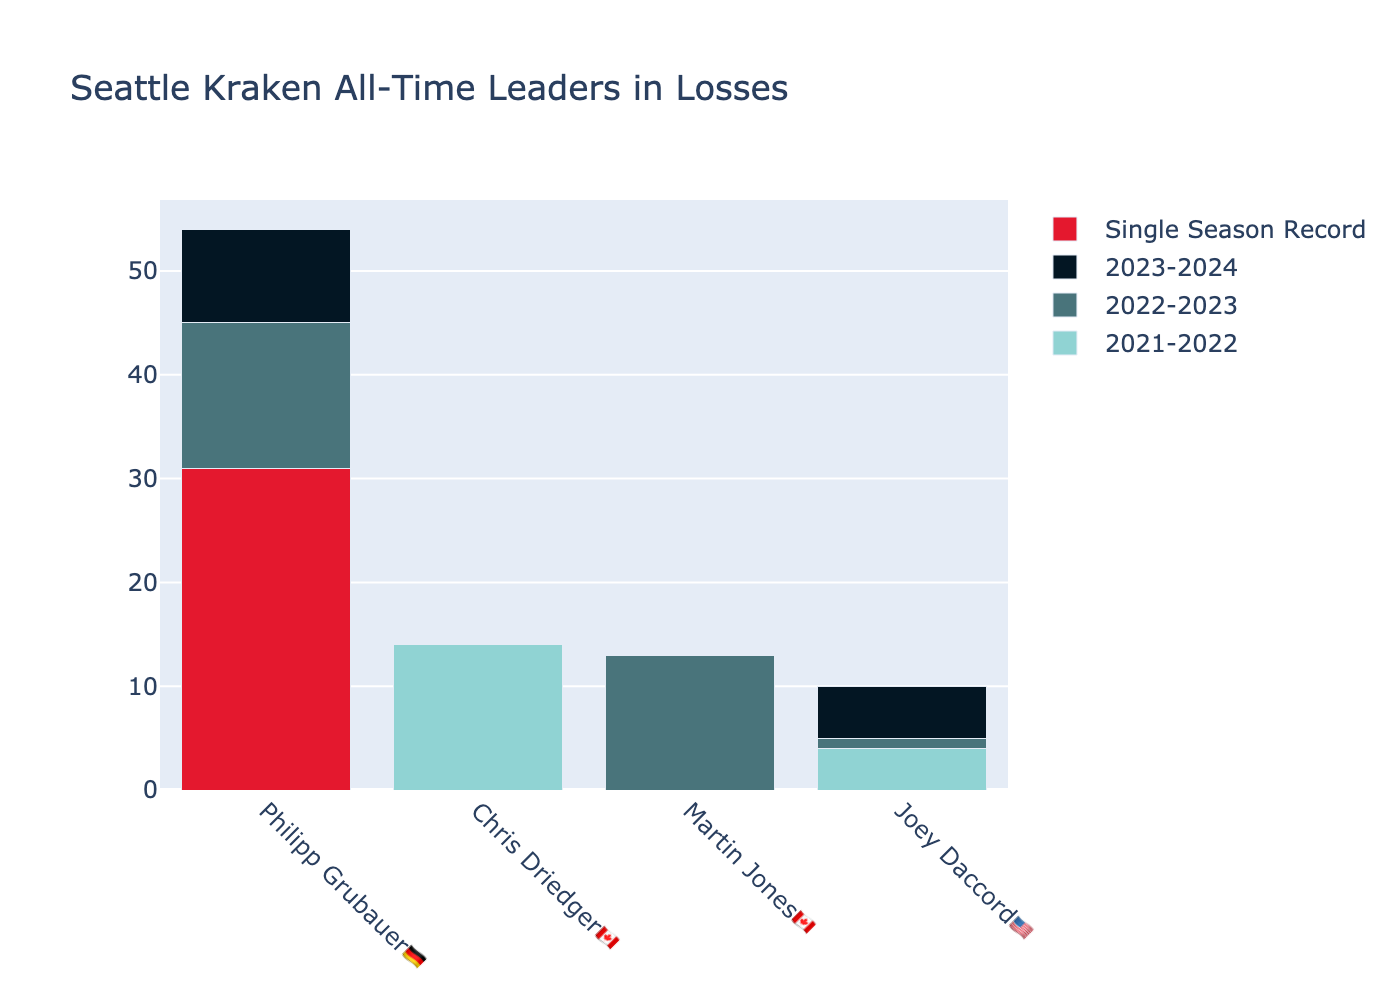 Seattle Kraken All-Time Leaders in Losses
Single Season Record
2023-2024
2022-2023
2021-2022
50
40
30
20
10
0
Philipp Grubauer🇩🇪
Chris Driedger🇨🇦
Martin Jones🇨🇦
Joey Daccord🇺🇸